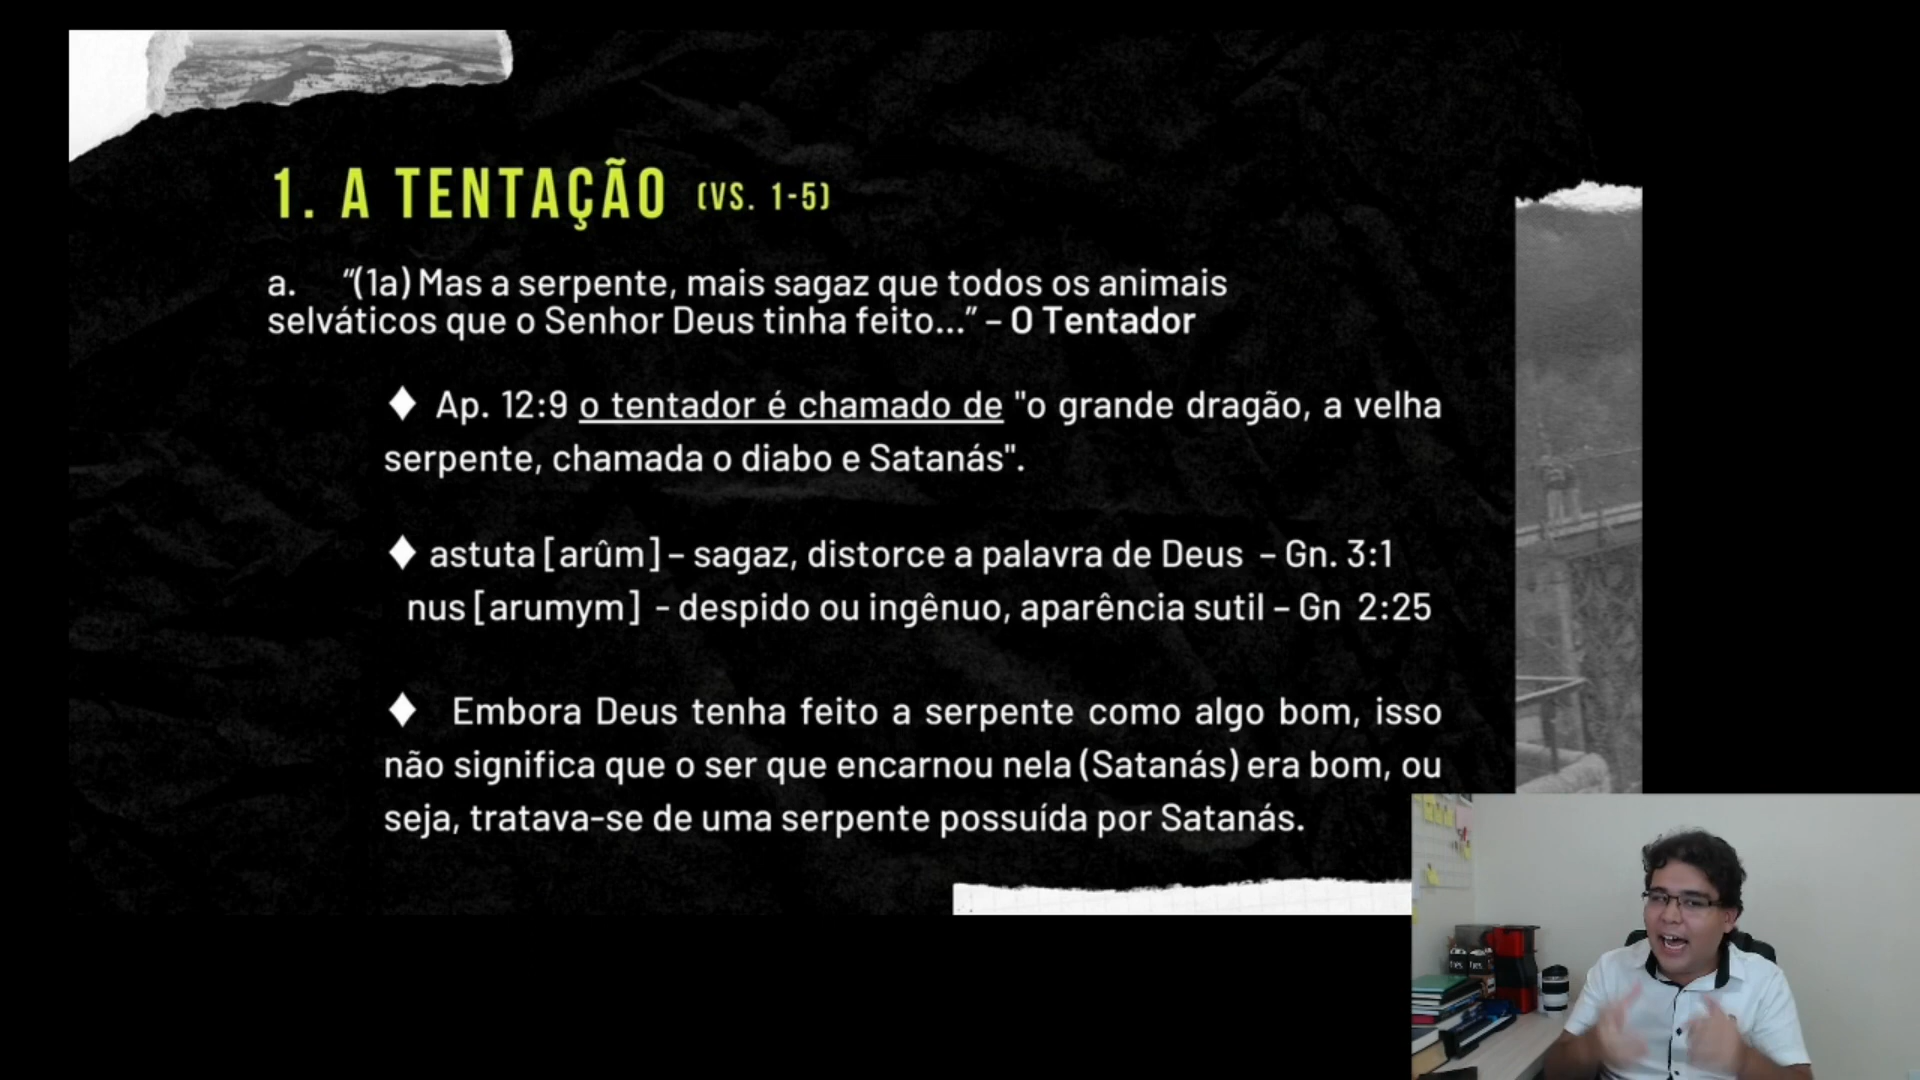 1. A TENTAÇÃO (VS. 1-5)
a. “(1a) Mas a serpente, mais sagaz que todos os animais
selváticos que o Senhor Deus tinha feito...” – O Tentador
♦ Ap. 12:9 o tentador é chamado de "o grande dragão, a velha
serpente, chamada o diabo e Satanás".
♦ astuta [arûm] – sagaz, distorce a palavra de Deus – Gn. 3:1
nus [arumym] - despido ou ingênuo, aparência sutil – Gn 2:25
♦ Embora Deus tenha feito a serpente como algo bom, isso
não significa que o ser que encarnou nela (Satanás) era bom, ou
seja, tratava-se de uma serpente possuída por Satanás.